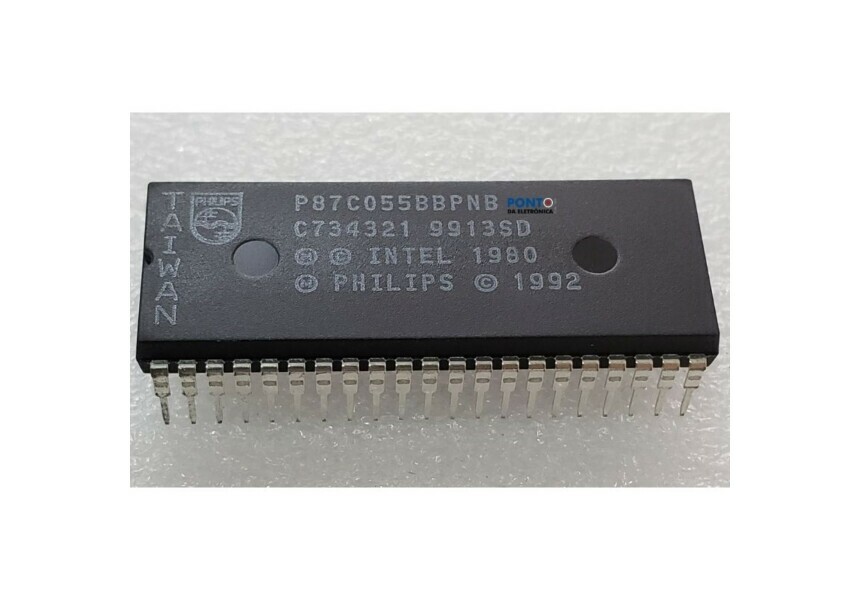 TAIWAN
PHILIPS
P87C055BBPNB
PONTO
DA ELETRÔNICA
C734321 9913SD
Ⓜ © INTEL 1980
Ⓜ PHILIPS © 1992